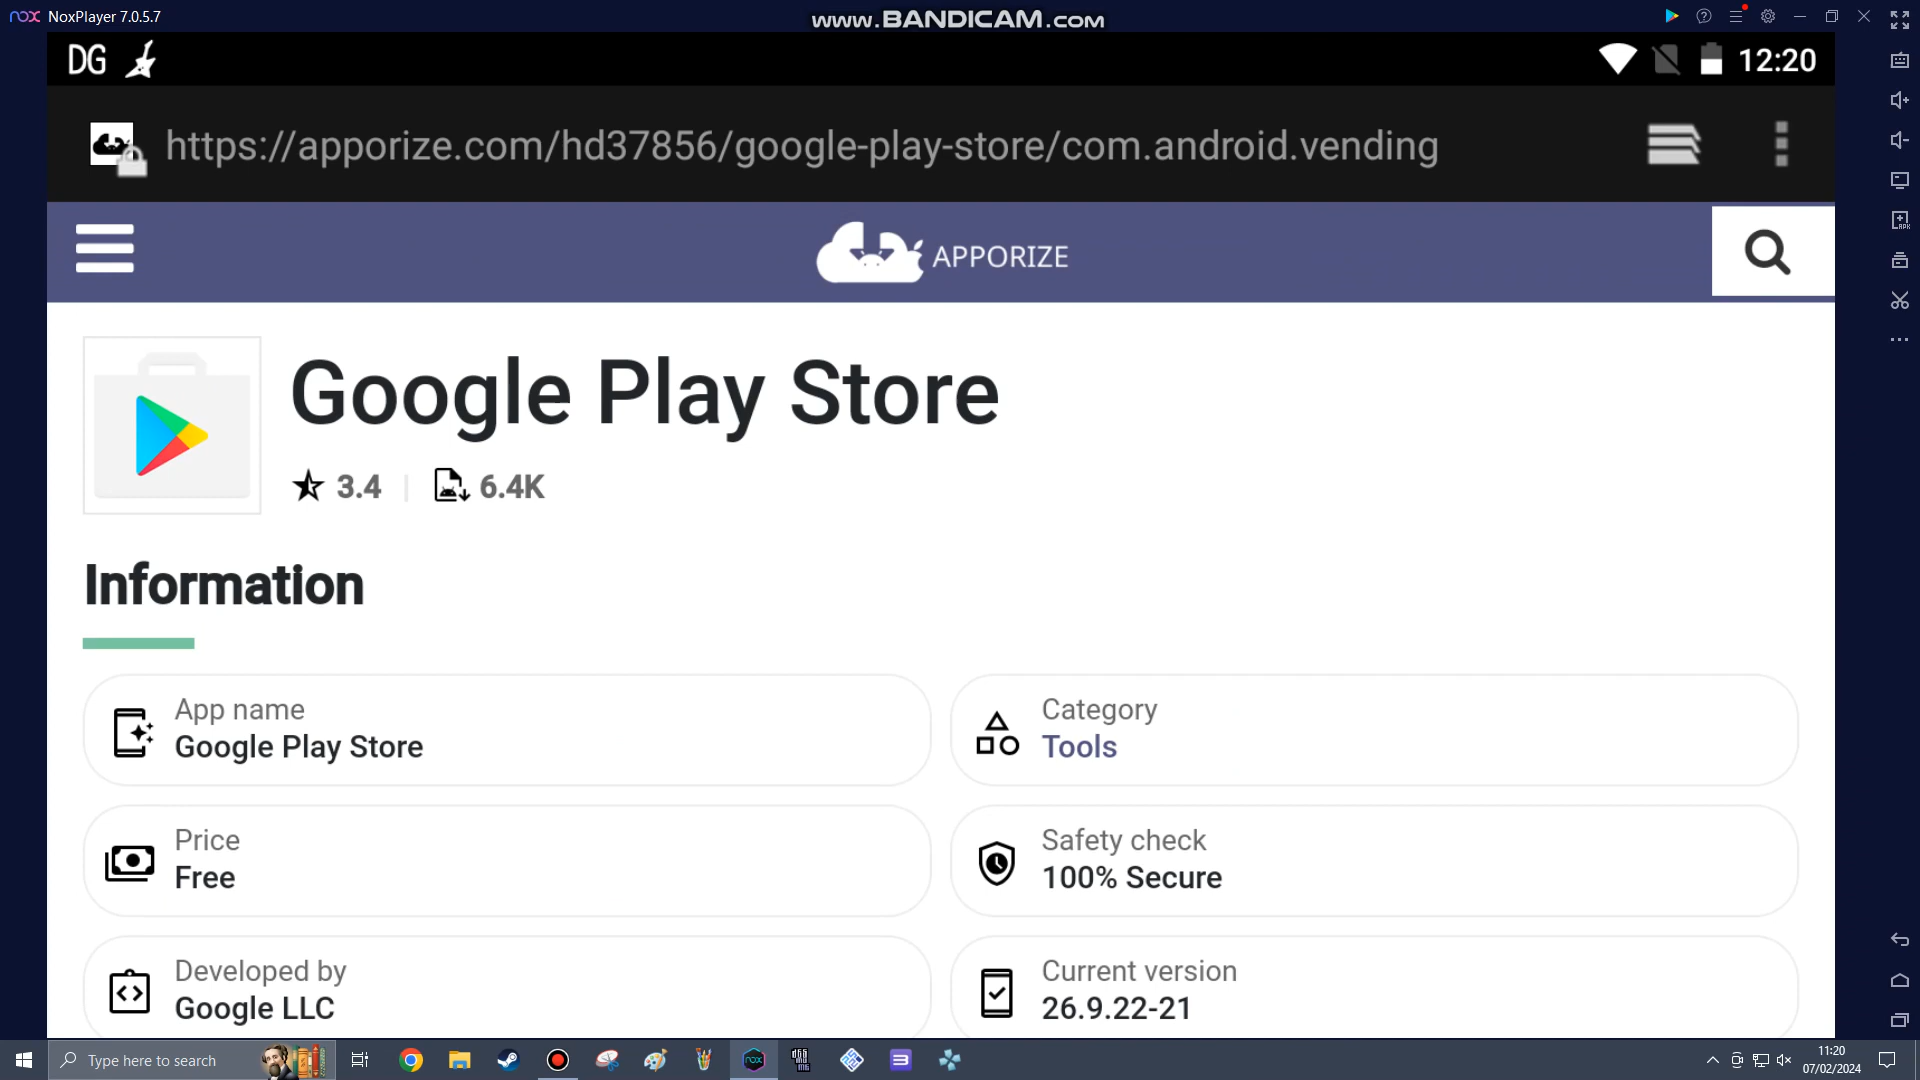 nox NoxPlayer 7.0.5.7
www.BANDICAM.com
DG
12:20
https://apporize.com/hd37856/google-play-store/com.android.vending
APPORIZE
Google Play Store
3.4 | 6.4K
Information
App name
Google Play Store
Category
Tools
Price
Free
Safety check
100% Secure
Developed by
Google LLC
Current version
26.9.22-21
Type here to search
nox
11:20
07/02/2024